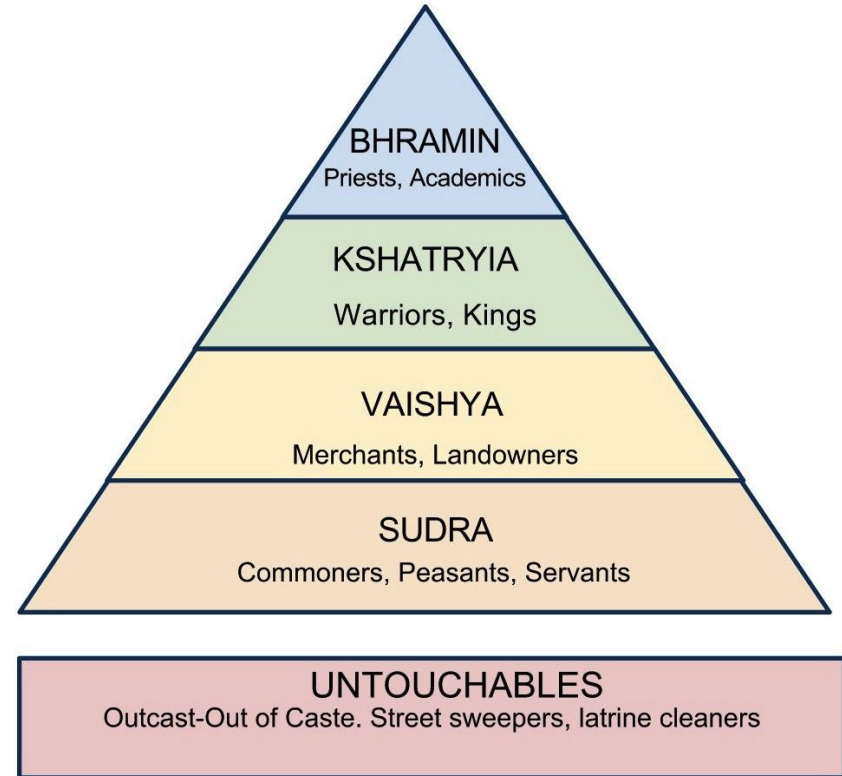 BHRAMIN
Priests, Academics
KSHATRYIA
Warriors, Kings
VAISHYA
Merchants, Landowners
SUDRA
Commoners, Peasants, Servants
UNTOUCHABLES
Outcast-Out of Caste. Street sweepers, latrine cleaners